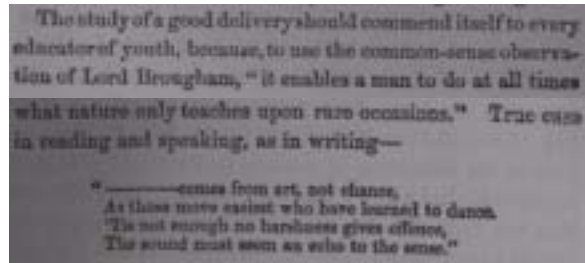 The study of a good delivery should commend itself to every
educator of youth, because, to use the common-sense observa-
tion of Lord Brougham, "it enables a man to do at all times
what nature only teaches upon rare occasions." True ease
in reading and speaking, as in writing—
"———comes from art, not chance,
As those move easiest who have learned to dance.
'Tis not enough no harshness gives offence,
The sound must seem an echo to the sense."